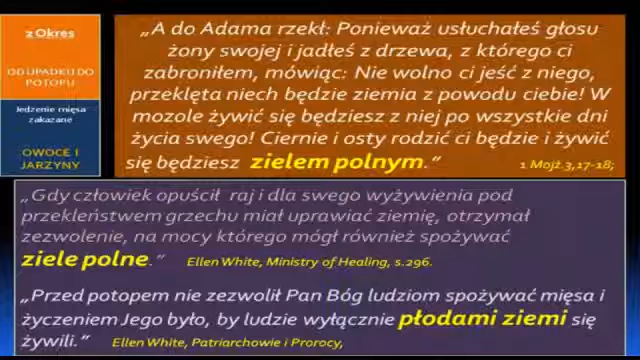 2 Okres
OD UPADKU DO
POTOPU
Jedzenie mięsa
zakazane
OWOCE I
JARZYNY
„A do Adama rzekł: Ponieważ usłuchałeś głosu
żony swojej i jadłeś z drzewa, z którego ci
zabroniłem, mówiąc: Nie wolno ci jeść z niego,
przeklęta niech będzie ziemia z powodu ciebie! W
mozole żywić się będziesz z niej po wszystkie dni
życia swego! Ciernie i osty rodzić ci będzie i żywić
się będziesz zielem polnym.“ 1 Mojż 3,17-18;
„Gdy człowiek opuścił raj i dla swego wyżywienia pod
przekleństwem grzechu miał uprawiać ziemię, otrzymał
zezwolenie, na mocy którego mógł również spożywać
ziele polne.“ Ellen White, Ministry of Healing, s.296.
„Przed potopem nie zezwolił Pan Bóg ludziom spożywać mięsa i
życzeniem Jego było, by ludzie wyłącznie płodami ziemi się
żywili.“ Ellen White, Patriarchowie i Prorocy,